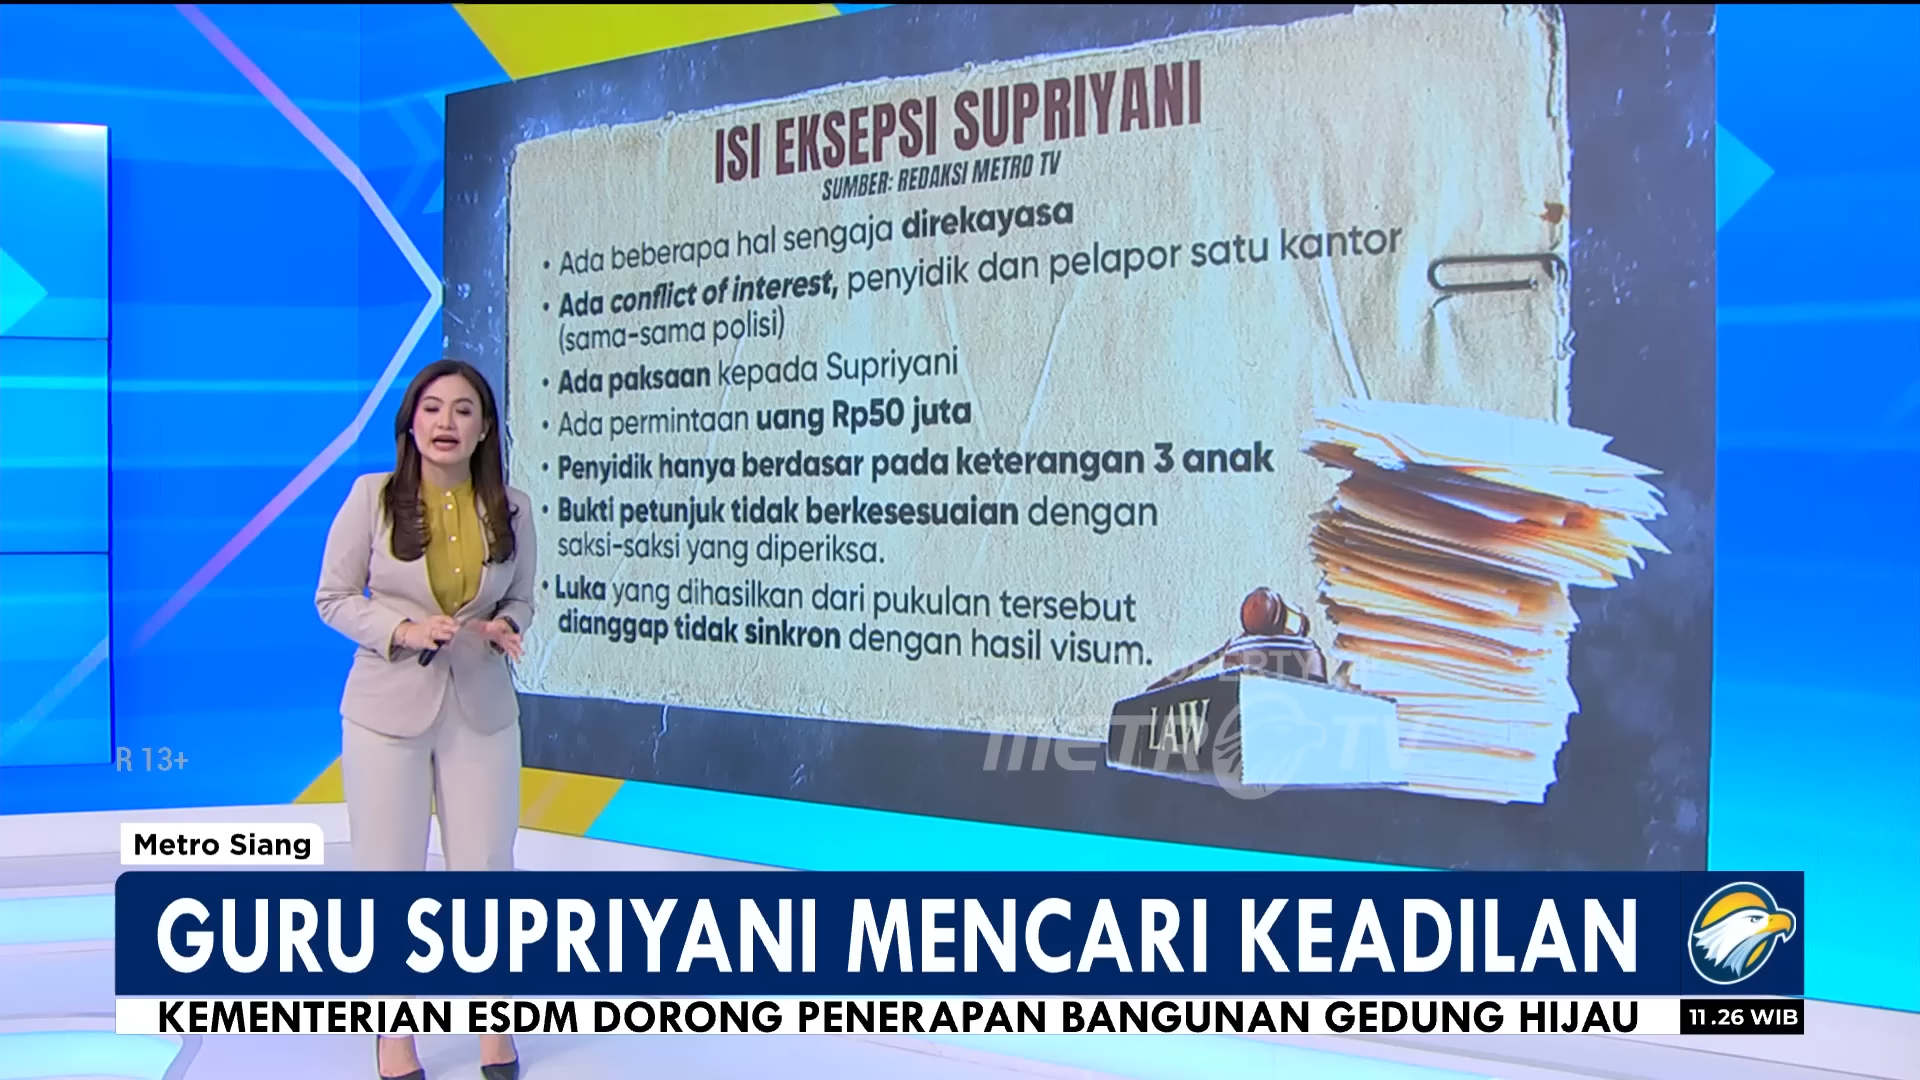 ISI EKSEPSI SUPRIYANI
SUMBER: REDAKSI METRO TV
• Ada beberapa hal sengaja direkayasa
• Ada conflict of interest, penyidik dan pelapor satu kantor
(sama-sama polisi)
• Ada paksaan kepada Supriyani
• Ada permintaan uang Rp50 juta
• Penyidik hanya berdasar pada keterangan 3 anak
• Bukti petunjuk tidak berkesesuaian dengan
saksi-saksi yang diperiksa.
• Luka yang dihasilkan dari pukulan tersebut
dianggap tidak sinkron dengan hasil visum.
LAW
METRO TV
R 13+
Metro Siang
GURU SUPRIYANI MENCARI KEADILAN
KEMENTERIAN ESDM DORONG PENERAPAN BANGUNAN GEDUNG HIJAU
11.26 WIB